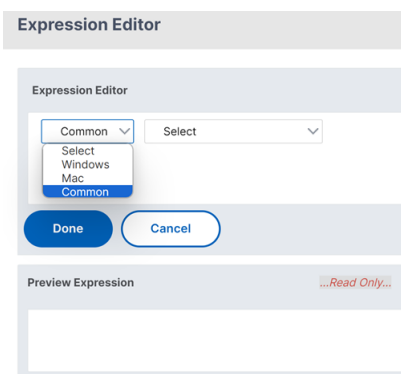 Expression Editor
Expression Editor
Common Select
Select
Windows
Mac
Common
Done Cancel
Preview Expression ...Read Only...